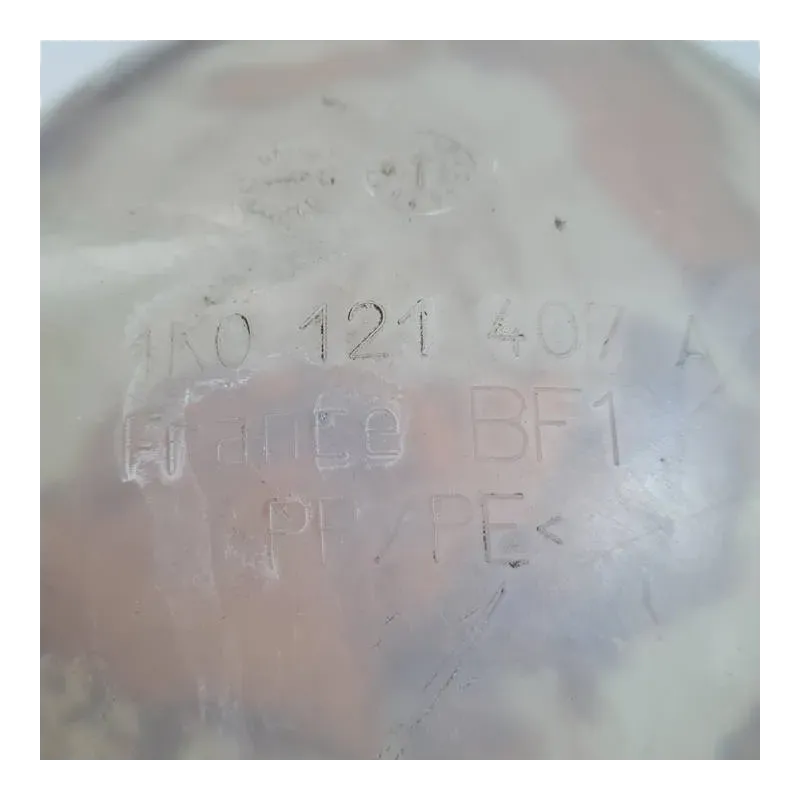 1K0 121 407 A
France BF1
PP/PE<